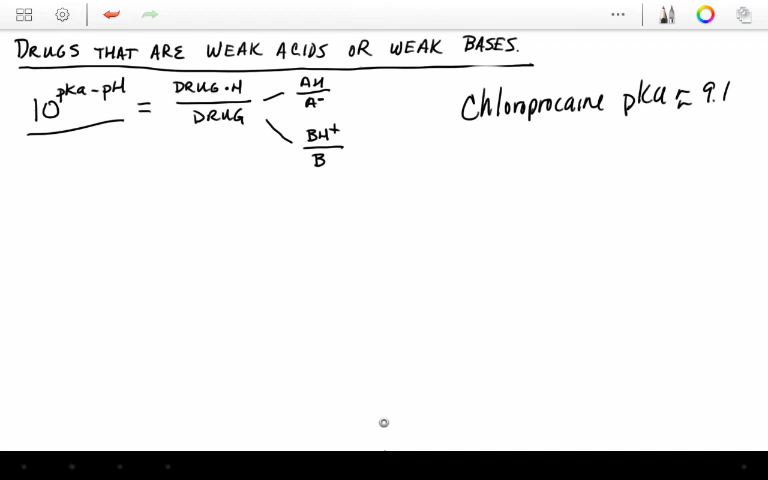 DRUGS THAT ARE WEAK ACIDS OR WEAK BASES.
10^pka-pH = DRUG·H / DRUG
AH / A-
BH+ / B
Chloroprocaine pKa ≈ 9.1